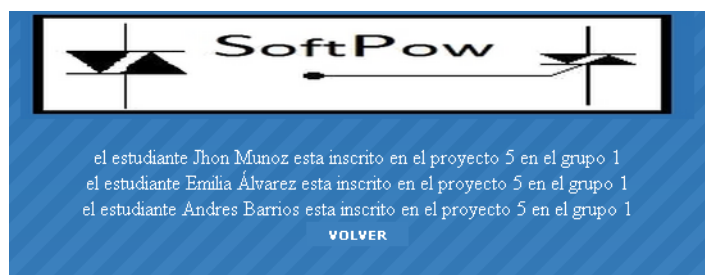 SoftPow
el estudiante Jhon Munoz esta inscrito en el proyecto 5 en el grupo 1
el estudiante Emilia Álvarez esta inscrito en el proyecto 5 en el grupo 1
el estudiante Andres Barrios esta inscrito en el proyecto 5 en el grupo 1
VOLVER